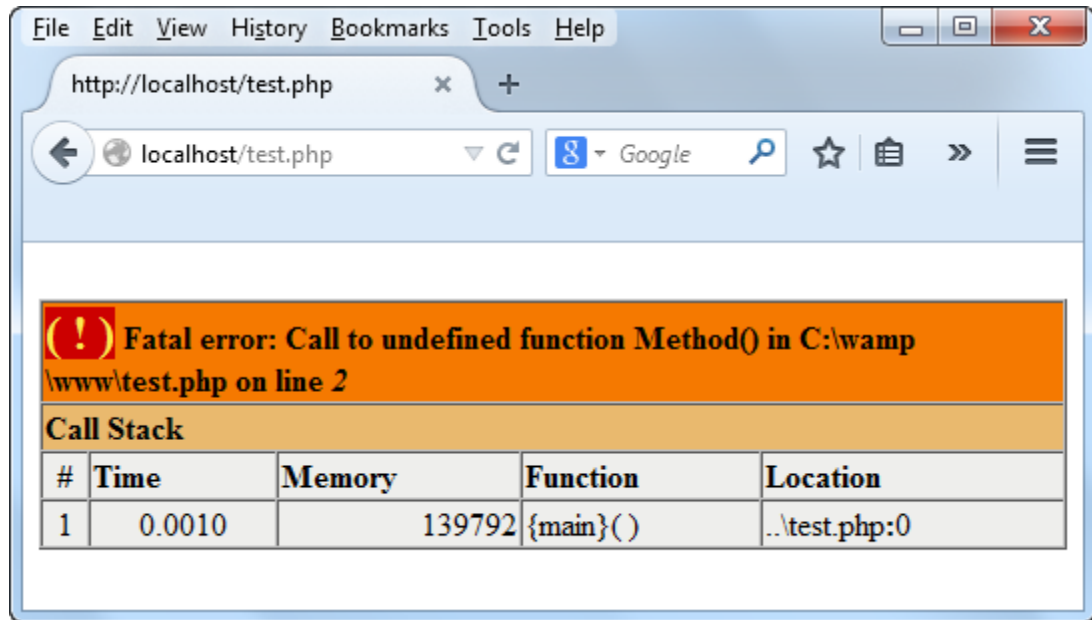 File Edit View History Bookmarks Tools Help
http://localhost/test.php
localhost/test.php Google
( ! ) Fatal error: Call to undefined function Method() in C:\wamp
\www\test.php on line 2
Call Stack
# Time Memory Function Location
1 0.0010 139792 {main}( ) ..\test.php:0